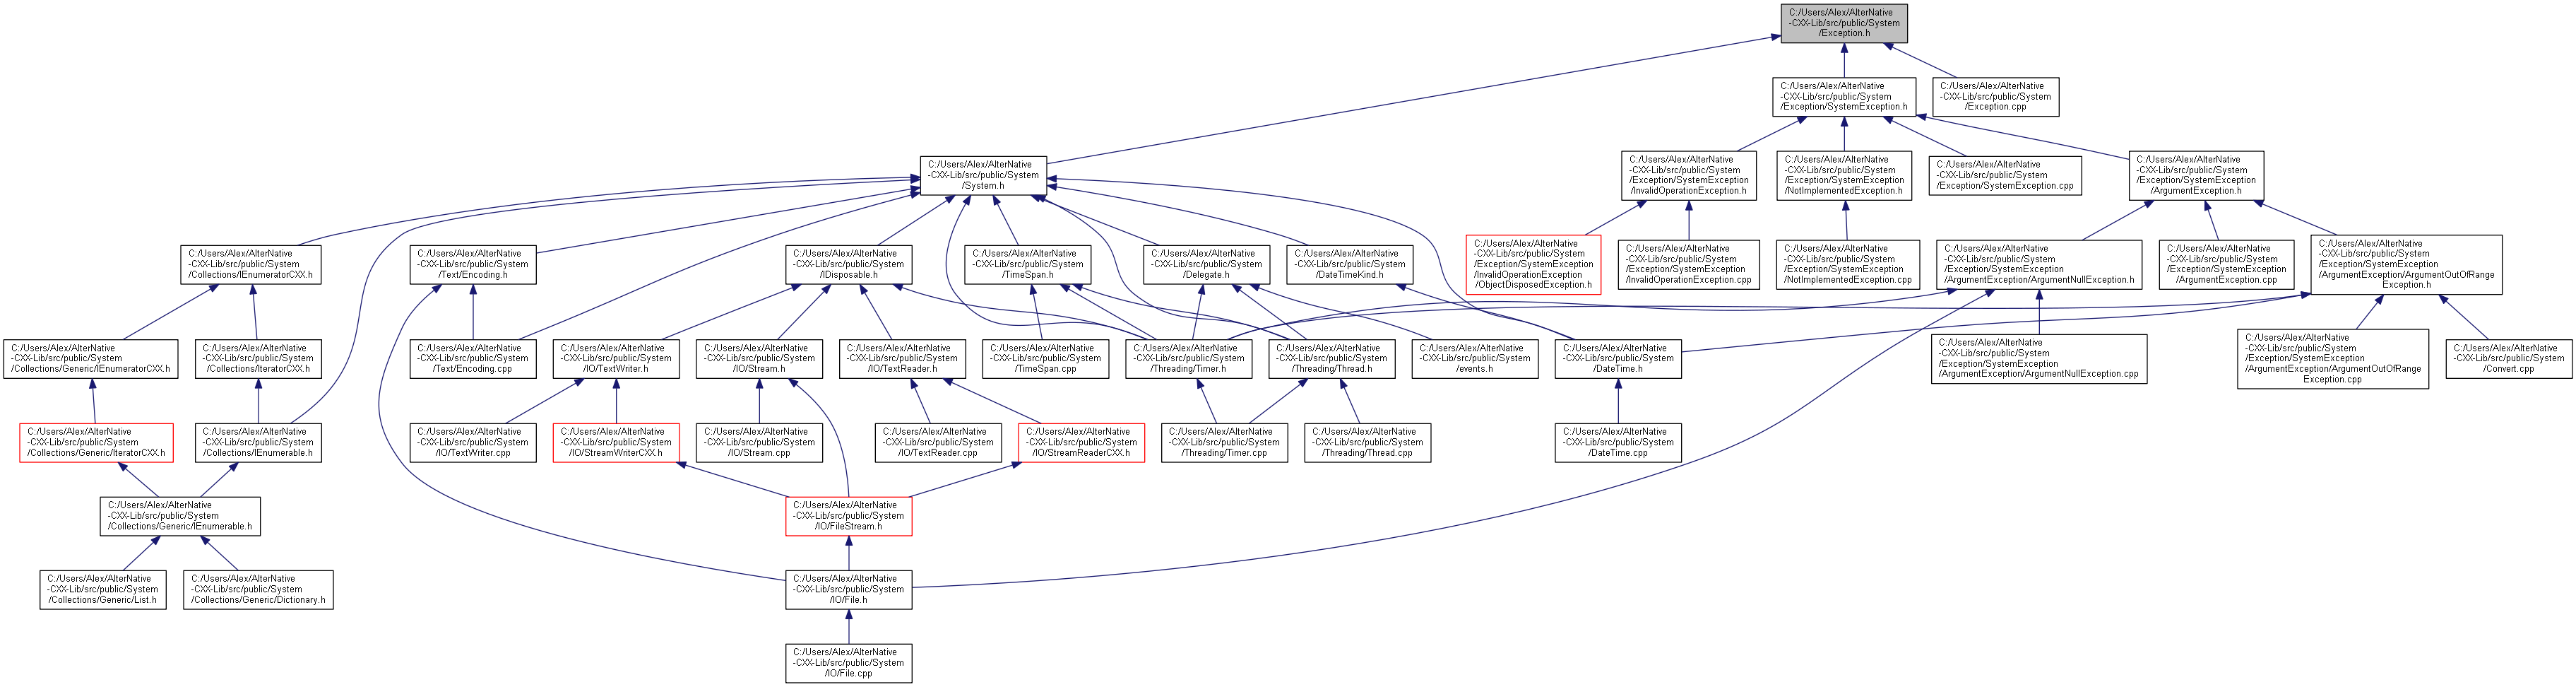 C:/Users/Alex/AlterNative
-CXX-Lib/src/public/System
/Exception.h
C:/Users/Alex/AlterNative
-CXX-Lib/src/public/System
/Exception/SystemException.h
C:/Users/Alex/AlterNative
-CXX-Lib/src/public/System
/Exception.cpp
C:/Users/Alex/AlterNative
-CXX-Lib/src/public/System
/System.h
C:/Users/Alex/AlterNative
-CXX-Lib/src/public/System
/Exception/SystemException
/InvalidOperationException.h
C:/Users/Alex/AlterNative
-CXX-Lib/src/public/System
/Exception/SystemException
/NotImplementedException.h
C:/Users/Alex/AlterNative
-CXX-Lib/src/public/System
/Exception/SystemException.cpp
C:/Users/Alex/AlterNative
-CXX-Lib/src/public/System
/Exception/SystemException
/ArgumentException.h
C:/Users/Alex/AlterNative
-CXX-Lib/src/public/System
/Collections/IEnumeratorCXX.h
C:/Users/Alex/AlterNative
-CXX-Lib/src/public/System
/Text/Encoding.h
C:/Users/Alex/AlterNative
-CXX-Lib/src/public/System
/IDisposable.h
C:/Users/Alex/AlterNative
-CXX-Lib/src/public/System
/TimeSpan.h
C:/Users/Alex/AlterNative
-CXX-Lib/src/public/System
/Delegate.h
C:/Users/Alex/AlterNative
-CXX-Lib/src/public/System
/DateTimeKind.h
C:/Users/Alex/AlterNative
-CXX-Lib/src/public/System
/Exception/SystemException
/InvalidOperationException
/ObjectDisposedException.h
C:/Users/Alex/AlterNative
-CXX-Lib/src/public/System
/Exception/SystemException
/InvalidOperationException.cpp
C:/Users/Alex/AlterNative
-CXX-Lib/src/public/System
/Exception/SystemException
/NotImplementedException.cpp
C:/Users/Alex/AlterNative
-CXX-Lib/src/public/System
/Exception/SystemException
/ArgumentException/ArgumentNullException.h
C:/Users/Alex/AlterNative
-CXX-Lib/src/public/System
/Exception/SystemException
/ArgumentException.cpp
C:/Users/Alex/AlterNative
-CXX-Lib/src/public/System
/Exception/SystemException
/ArgumentException/ArgumentOutOfRange
Exception.h
C:/Users/Alex/AlterNative
-CXX-Lib/src/public/System
/Collections/Generic/IEnumeratorCXX.h
C:/Users/Alex/AlterNative
-CXX-Lib/src/public/System
/Collections/IteratorCXX.h
C:/Users/Alex/AlterNative
-CXX-Lib/src/public/System
/Text/Encoding.cpp
C:/Users/Alex/AlterNative
-CXX-Lib/src/public/System
/IO/TextWriter.h
C:/Users/Alex/AlterNative
-CXX-Lib/src/public/System
/IO/Stream.h
C:/Users/Alex/AlterNative
-CXX-Lib/src/public/System
/IO/TextReader.h
C:/Users/Alex/AlterNative
-CXX-Lib/src/public/System
/TimeSpan.cpp
C:/Users/Alex/AlterNative
-CXX-Lib/src/public/System
/Threading/Timer.h
C:/Users/Alex/AlterNative
-CXX-Lib/src/public/System
/Threading/Thread.h
C:/Users/Alex/AlterNative
-CXX-Lib/src/public/System
/events.h
C:/Users/Alex/AlterNative
-CXX-Lib/src/public/System
/DateTime.h
C:/Users/Alex/AlterNative
-CXX-Lib/src/public/System
/Exception/SystemException
/ArgumentException/ArgumentNullException.cpp
C:/Users/Alex/AlterNative
-CXX-Lib/src/public/System
/Exception/SystemException
/ArgumentException/ArgumentOutOfRange
Exception.cpp
C:/Users/Alex/AlterNative
-CXX-Lib/src/public/System
/Convert.cpp
C:/Users/Alex/AlterNative
-CXX-Lib/src/public/System
/Collections/Generic/IteratorCXX.h
C:/Users/Alex/AlterNative
-CXX-Lib/src/public/System
/Collections/IEnumerable.h
C:/Users/Alex/AlterNative
-CXX-Lib/src/public/System
/IO/TextWriter.cpp
C:/Users/Alex/AlterNative
-CXX-Lib/src/public/System
/IO/StreamWriterCXX.h
C:/Users/Alex/AlterNative
-CXX-Lib/src/public/System
/IO/Stream.cpp
C:/Users/Alex/AlterNative
-CXX-Lib/src/public/System
/IO/TextReader.cpp
C:/Users/Alex/AlterNative
-CXX-Lib/src/public/System
/IO/StreamReaderCXX.h
C:/Users/Alex/AlterNative
-CXX-Lib/src/public/System
/Threading/Timer.cpp
C:/Users/Alex/AlterNative
-CXX-Lib/src/public/System
/Threading/Thread.cpp
C:/Users/Alex/AlterNative
-CXX-Lib/src/public/System
/DateTime.cpp
C:/Users/Alex/AlterNative
-CXX-Lib/src/public/System
/Collections/Generic/IEnumerable.h
C:/Users/Alex/AlterNative
-CXX-Lib/src/public/System
/IO/FileStream.h
C:/Users/Alex/AlterNative
-CXX-Lib/src/public/System
/Collections/Generic/List.h
C:/Users/Alex/AlterNative
-CXX-Lib/src/public/System
/Collections/Generic/Dictionary.h
C:/Users/Alex/AlterNative
-CXX-Lib/src/public/System
/IO/File.h
C:/Users/Alex/AlterNative
-CXX-Lib/src/public/System
/IO/File.cpp